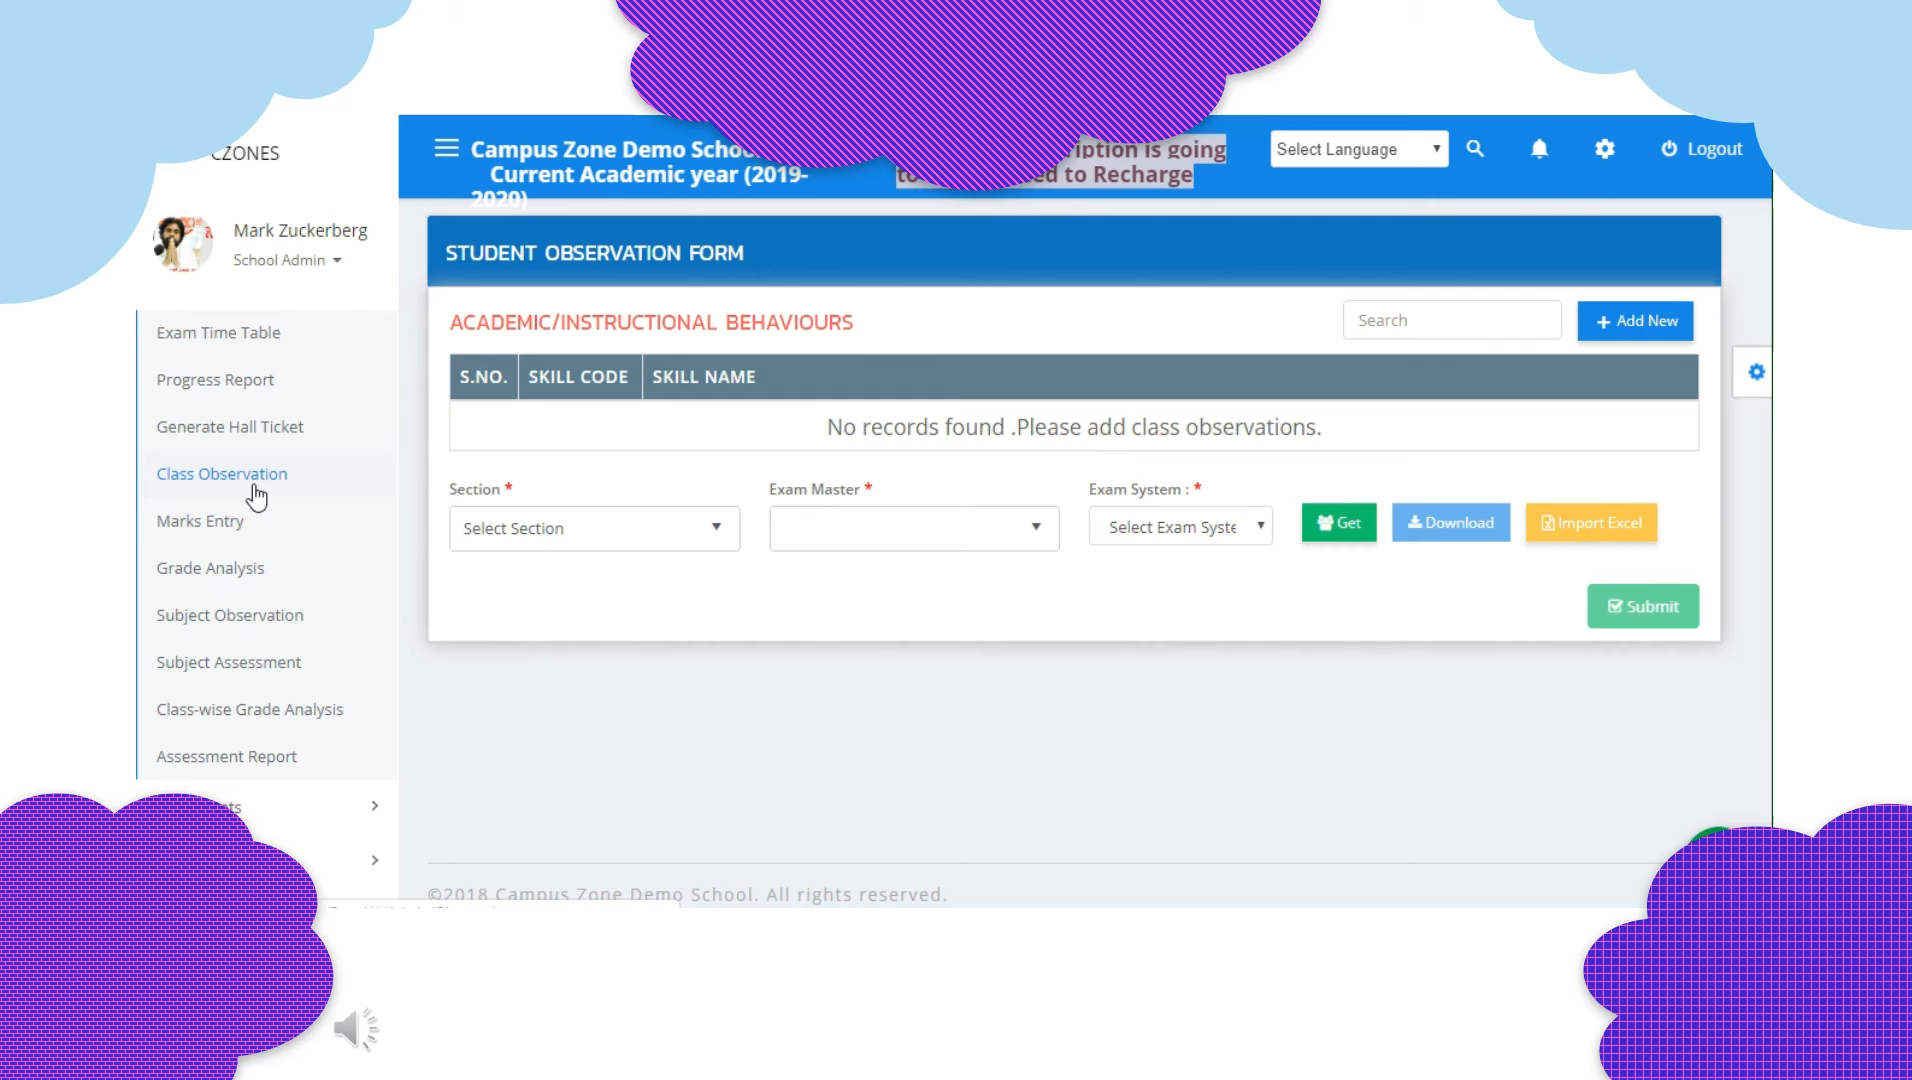 CZONES
Campus Zone Demo
iption is going
Current Academic year (2019-
to
to Recharge
2020)
Select Language
Logout
Mark Zuckerberg
School Admin
STUDENT OBSERVATION FORM
ACADEMIC/INSTRUCTIONAL BEHAVIOURS
Search
+ Add New
S.NO. SKILL CODE SKILL NAME
No records found .Please add class observations.
Section *
Exam Master *
Exam System : *
Select Section
Select Exam Syste
Get
Download
Import Excel
Submit
Exam Time Table
Progress Report
Generate Hall Ticket
Class Observation
Marks Entry
Grade Analysis
Subject Observation
Subject Assessment
Class-wise Grade Analysis
Assessment Report
©2018 Campus Zone Demo School. All rights reserved.